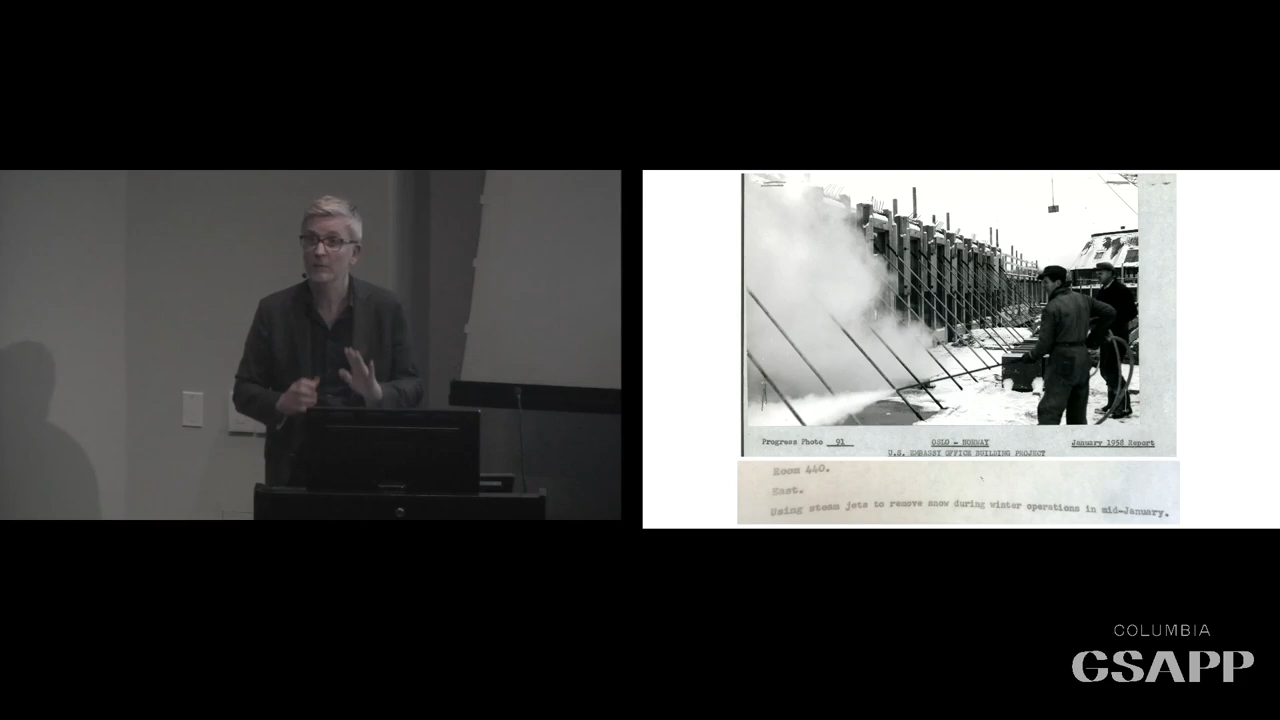 Progress Photo 91
OSLO - NORWAY
January 1958 Report
U.S. EMBASSY OFFICE BUILDING PROJECT
Room 440.
East.
Using steam jets to remove snow during winter operations in mid-January.
COLUMBIA
GSAPP